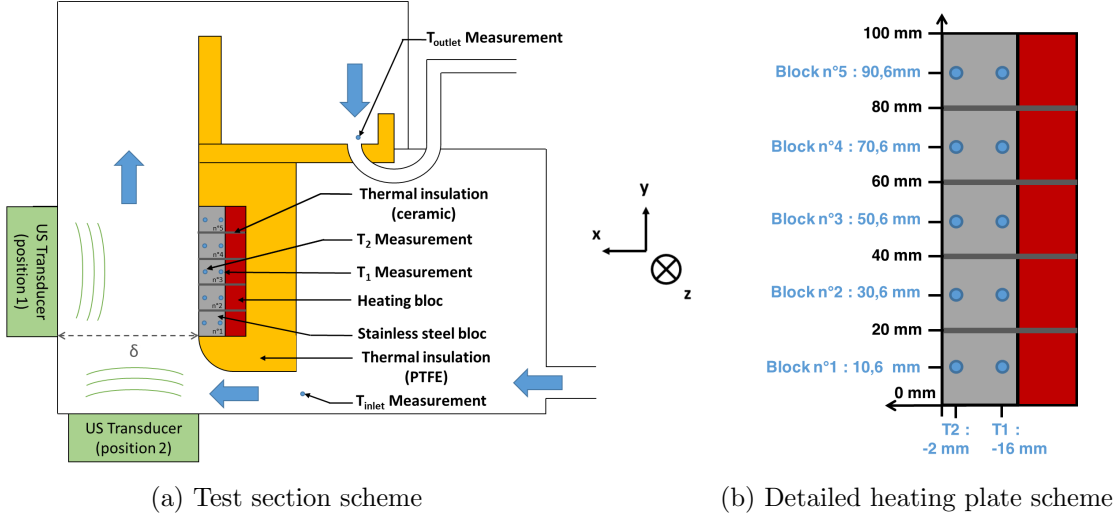 T_outlet Measurement
Thermal insulation
(ceramic)
T_2 Measurement
T_1 Measurement
Heating bloc
Stainless steel bloc
Thermal insulation
(PTFE)
T_inlet Measurement
n°5
n°4
n°3
n°2
n°1
US Transducer
(position 1)
δ
US Transducer
(position 2)
y
x
z
100 mm
Block n°5 : 90,6mm
80 mm
Block n°4 : 70,6 mm
60 mm
Block n°3 : 50,6 mm
40 mm
Block n°2 : 30,6 mm
20 mm
Block n°1 : 10,6 mm
0 mm
T2 :
-2 mm
T1 :
-16 mm
(a) Test section scheme
(b) Detailed heating plate scheme